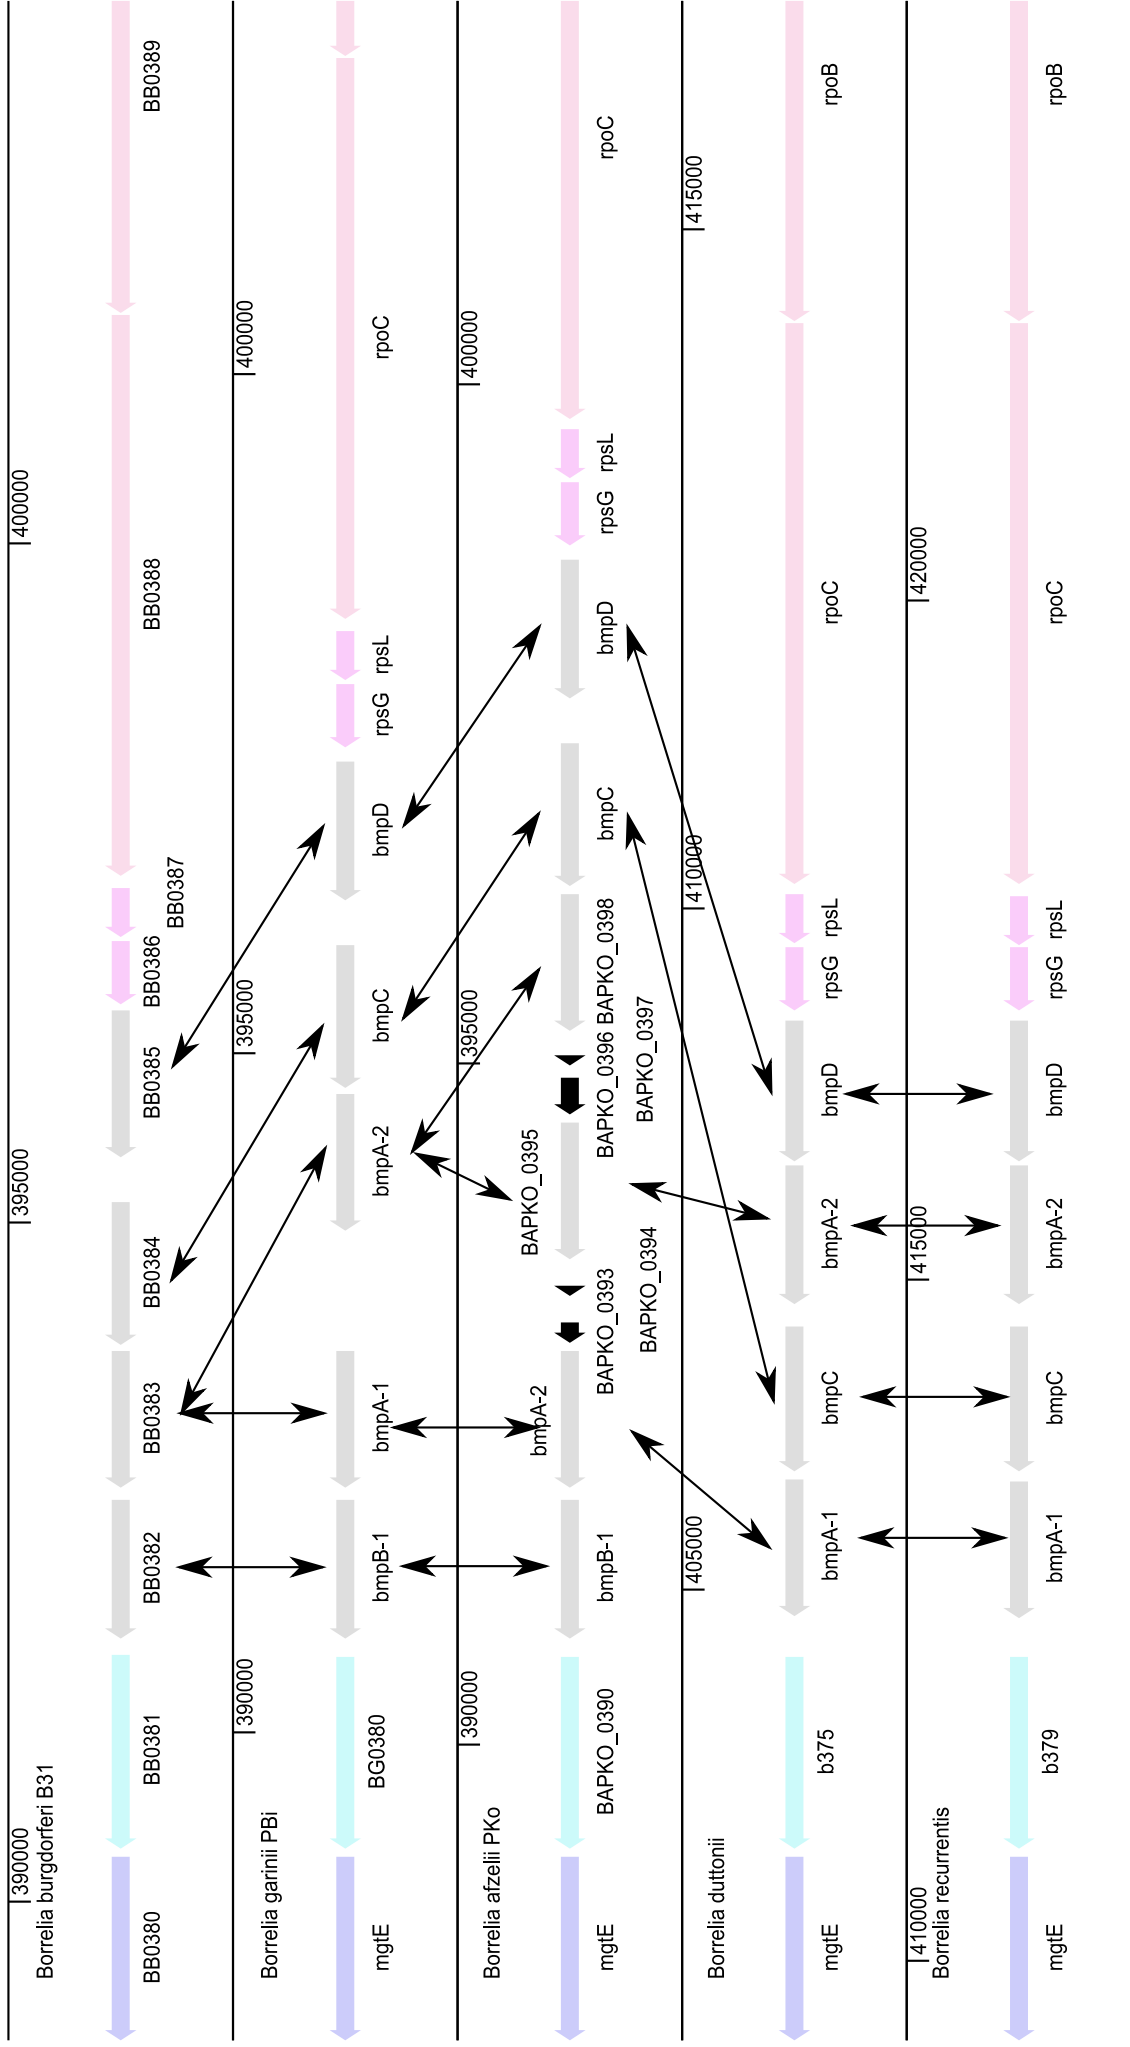 390000
395000
400000
Borrelia burgdorferi B31
BB0380
BB0381
BB0382
BB0383
BB0384
BB0385
BB0386
BB0387
BB0388
BB0389
390000
395000
400000
Borrelia garinii PBi
mgtE
BG0380
bmpB-1
bmpA-1
bmpA-2
bmpC
bmpD
rpsG
rpsL
rpoC
390000
395000
400000
Borrelia afzelii PKo
mgtE
BAPKO_0390
bmpB-1
bmpA-2
BAPKO_0393
BAPKO_0394
BAPKO_0395
BAPKO_0396
BAPKO_0397
BAPKO_0398
bmpC
bmpD
rpsG
rpsL
rpoC
405000
410000
415000
Borrelia duttonii
mgtE
b375
bmpA-1
bmpC
bmpA-2
bmpD
rpsG
rpsL
rpoC
rpoB
410000
415000
420000
Borrelia recurrentis
mgtE
b379
bmpA-1
bmpC
bmpA-2
bmpD
rpsG
rpsL
rpoC
rpoB